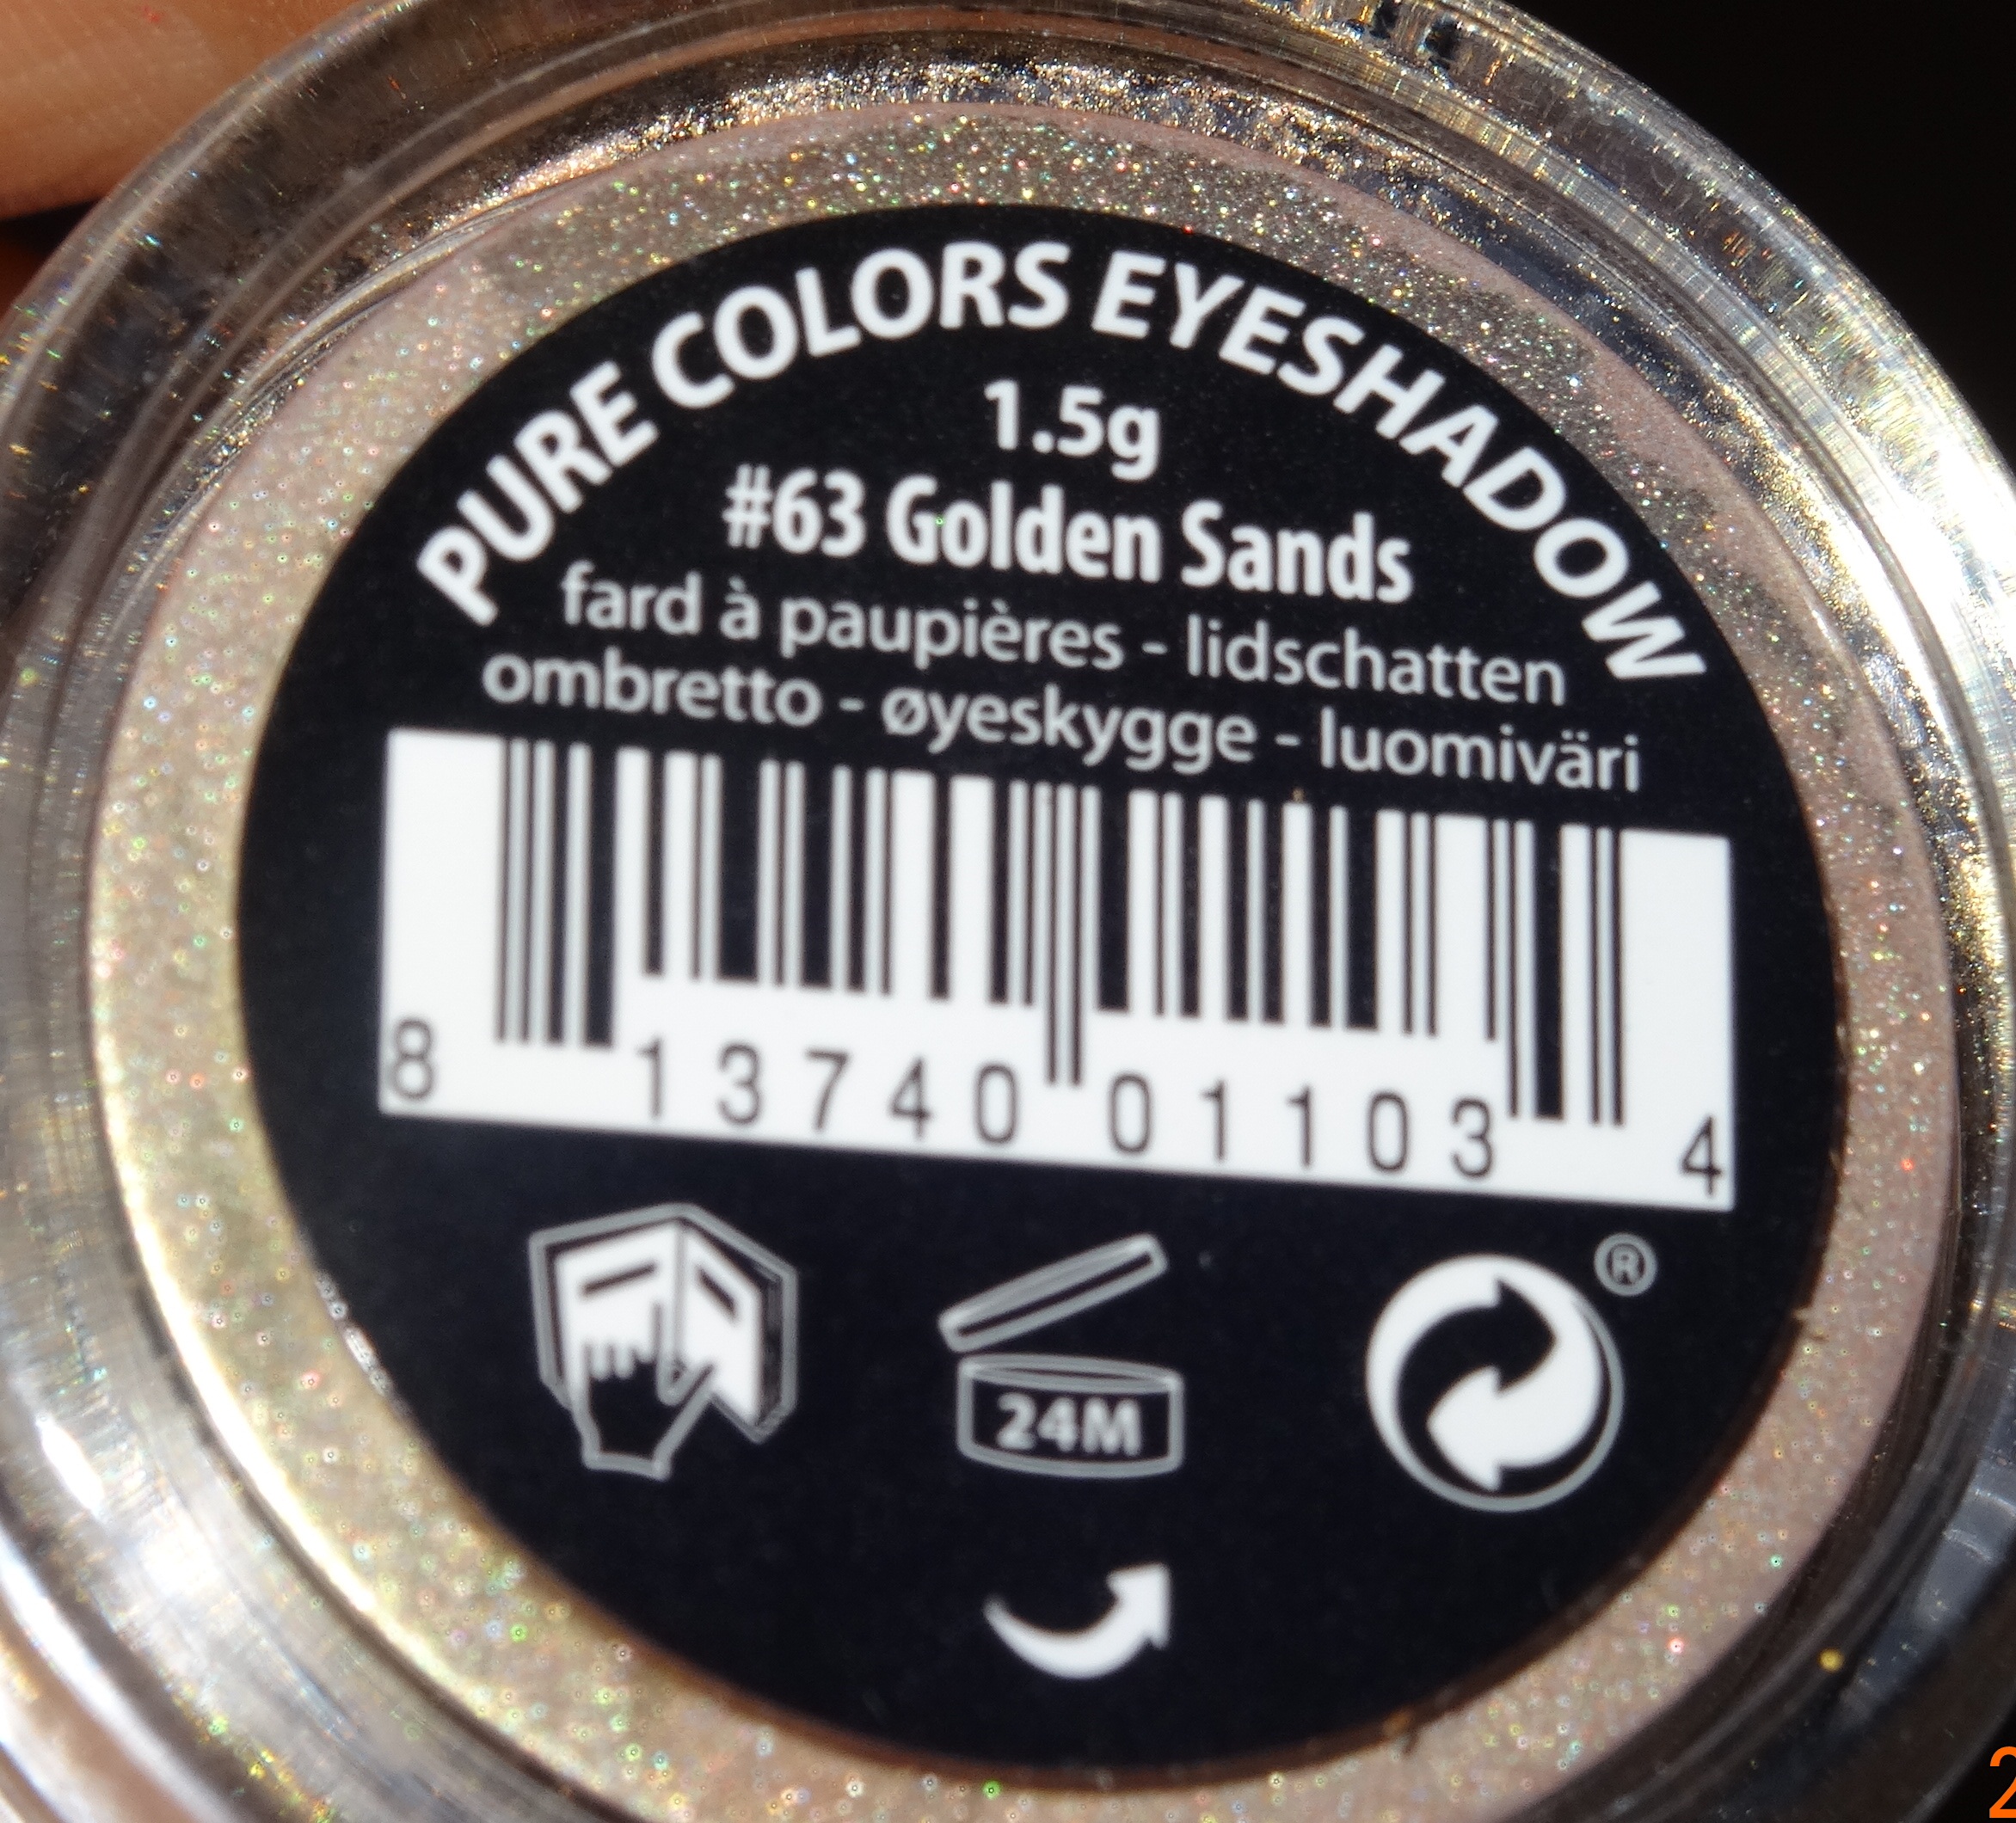 PURE COLORS EYESHADOW
1.5g
#63 Golden Sands
fard à paupières - lidschatten
ombretto - øyeskygge - luomiväri
8 13740 01103 4
24M
®
2